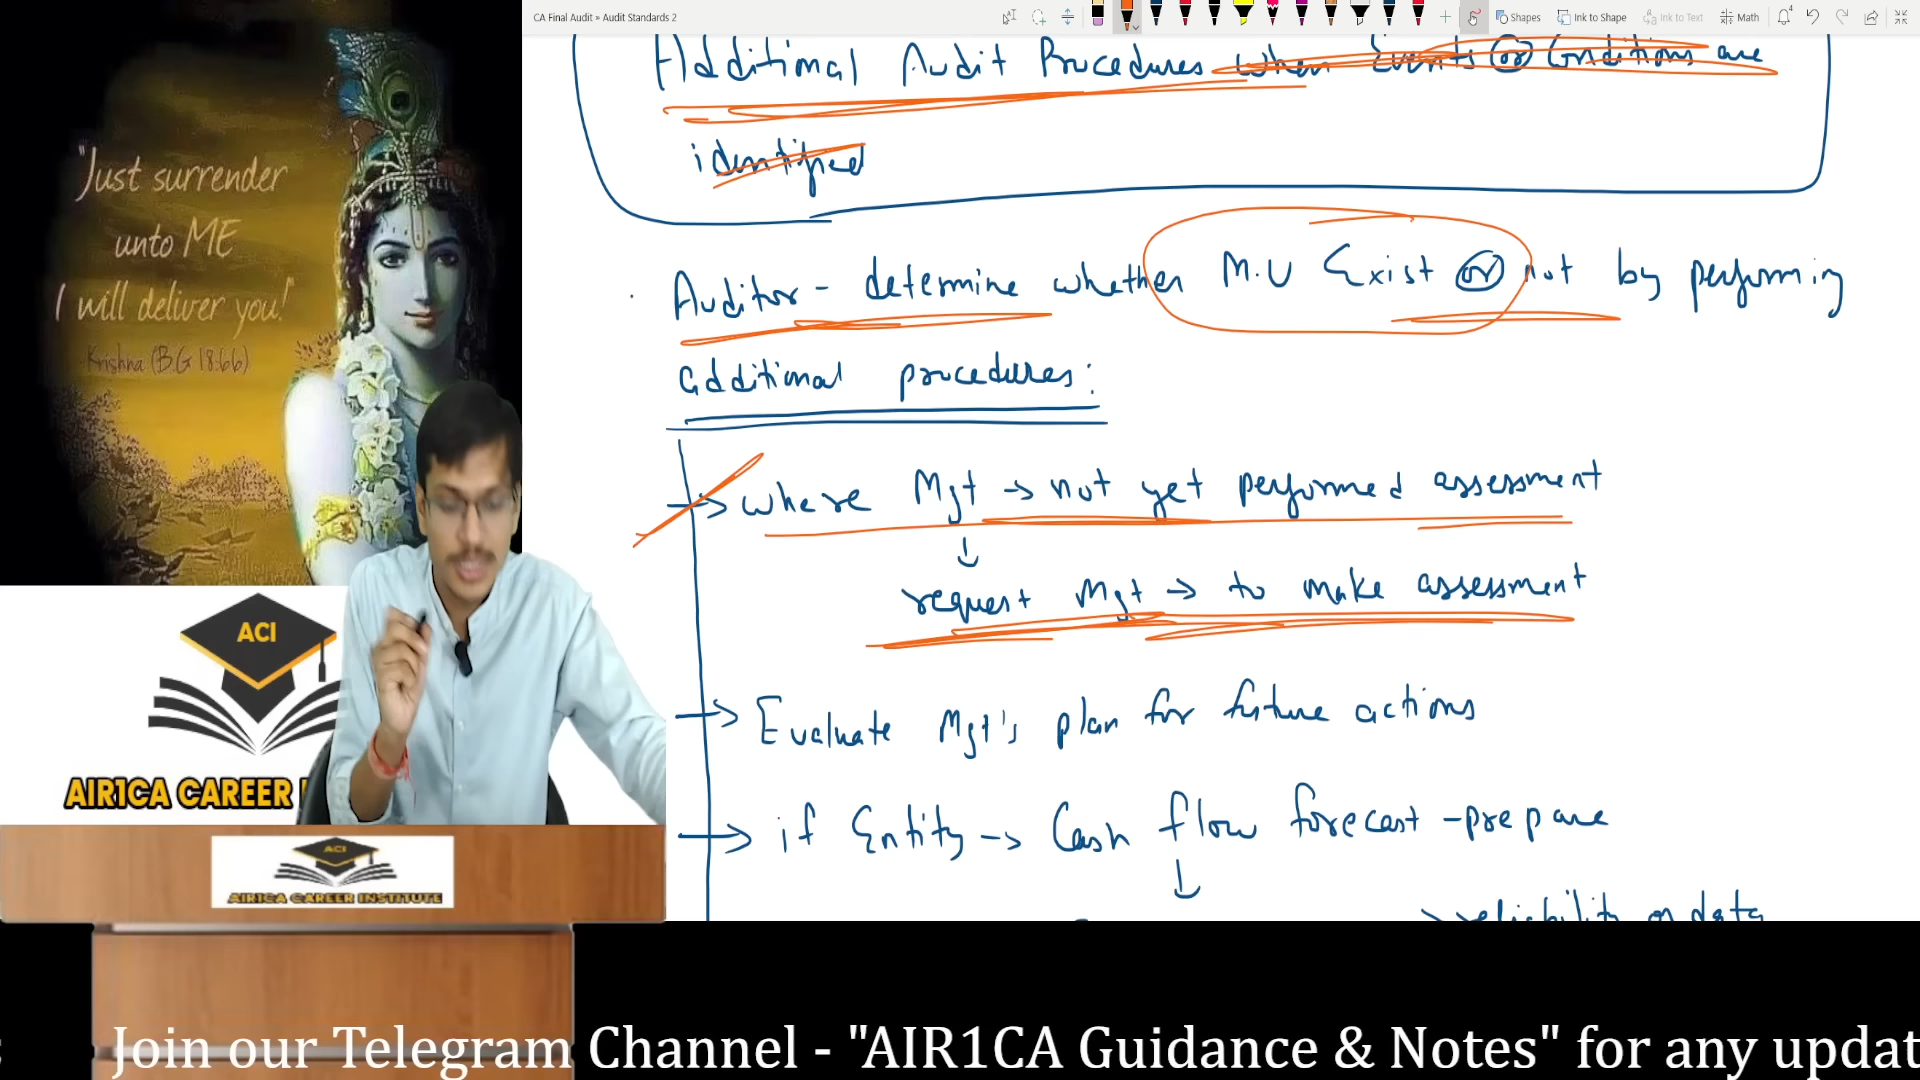 CA Final Audit » Audit Standards 2
Shapes
Ink to Shape
Ink to Text
Math
Additional Audit Procedures when Events or Conditions are
identified
"Just surrender
unto ME
I will deliver you!"
Krishna (B.G 18:66)
Auditor - determine whether M.U Exist or not by performing
additional procedures:
→ where Mgt → not yet performed assessment
↓
request Mgt → to make assessment
→ Evaluate Mgt's plan for future actions
→ if Entity → Cash flow forecast - prepare
↓
→ reliability of data
ACI
AIR1CA CAREER
ACI
AIR1CA CAREER INSTITUTE
Join our Telegram Channel - "AIR1CA Guidance & Notes" for any updat